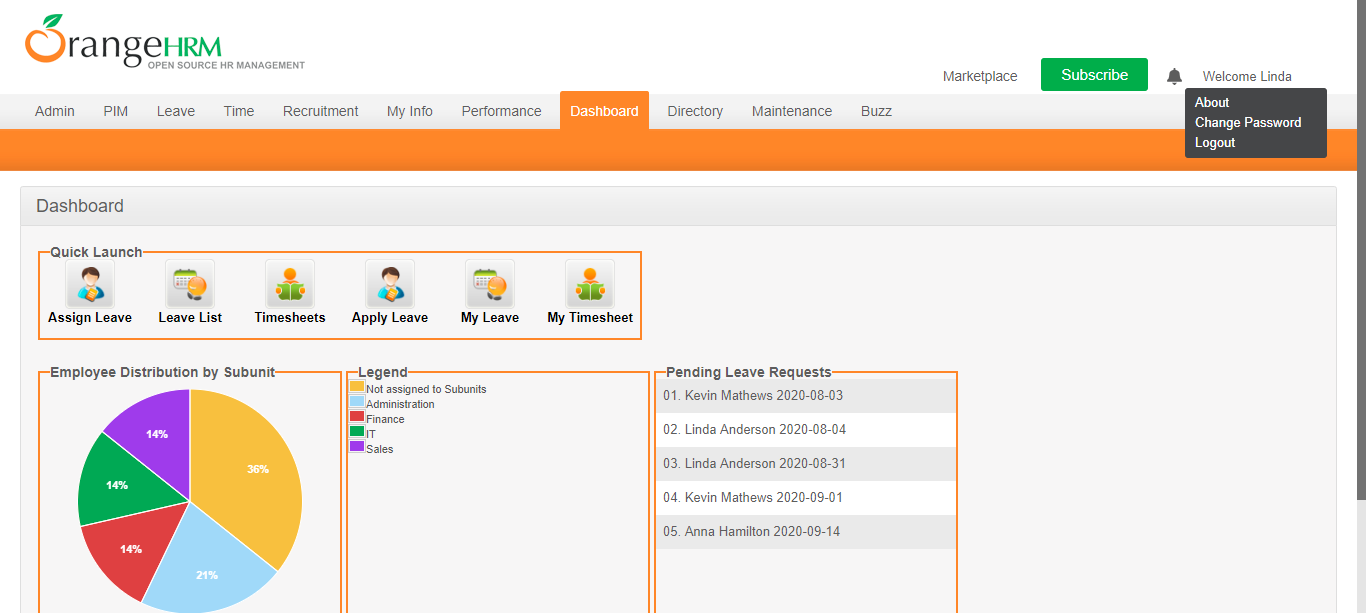 OrangeHRM
OPEN SOURCE HR MANAGEMENT
Marketplace Subscribe Welcome Linda
Admin PIM Leave Time Recruitment My Info Performance Dashboard Directory Maintenance Buzz
About
Change Password
Logout
Dashboard
Quick Launch
Assign Leave Leave List Timesheets Apply Leave My Leave My Timesheet
Employee Distribution by Subunit
14%
36%
14%
14%
21%
Legend
Not assigned to Subunits
Administration
Finance
IT
Sales
Pending Leave Requests
01. Kevin Mathews 2020-08-03
02. Linda Anderson 2020-08-04
03. Linda Anderson 2020-08-31
04. Kevin Mathews 2020-09-01
05. Anna Hamilton 2020-09-14